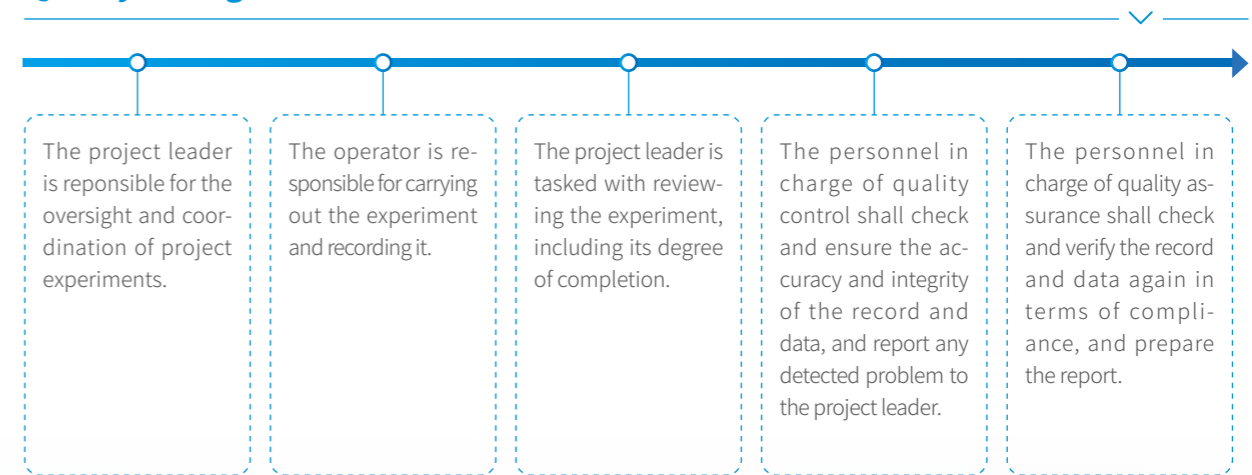 The project leader
is reponsible for the
oversight and coor-
dination of project
experiments.
The operator is re-
sponsible for carrying
out the experiment
and recording it.
The project leader is
tasked with review-
ing the experiment,
including its degree
of completion.
The personnel in
charge of quality
control shall check
and ensure the ac-
curacy and integrity
of the record and
data, and report any
detected problem to
the project leader.
The personnel in
charge of quality as-
surance shall check
and verify the record
and data again in
terms of compli-
ance, and prepare
the report.